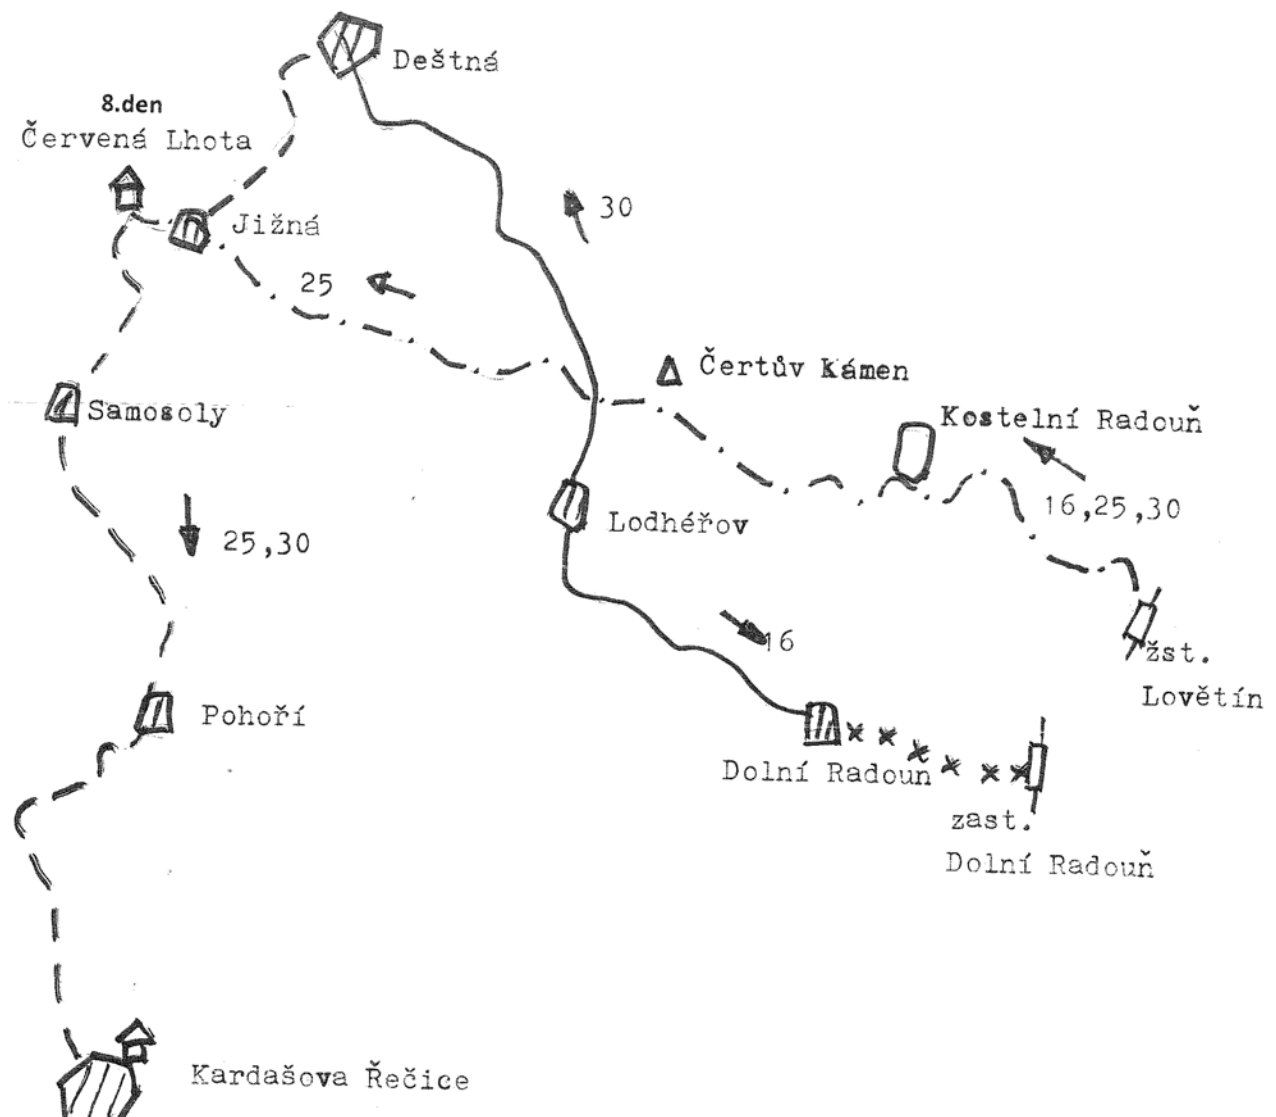 Deštná
8.den
Červená Lhota
Jižná
30
25
Čertův Kámen
Kostelní Radouň
16,25,30
Samosoly
Lodhéřov
25,30
16
žst.
Lovětín
Pohoří
Dolní Radoun
zast.
Dolní Radouň
Kardašova Řečice